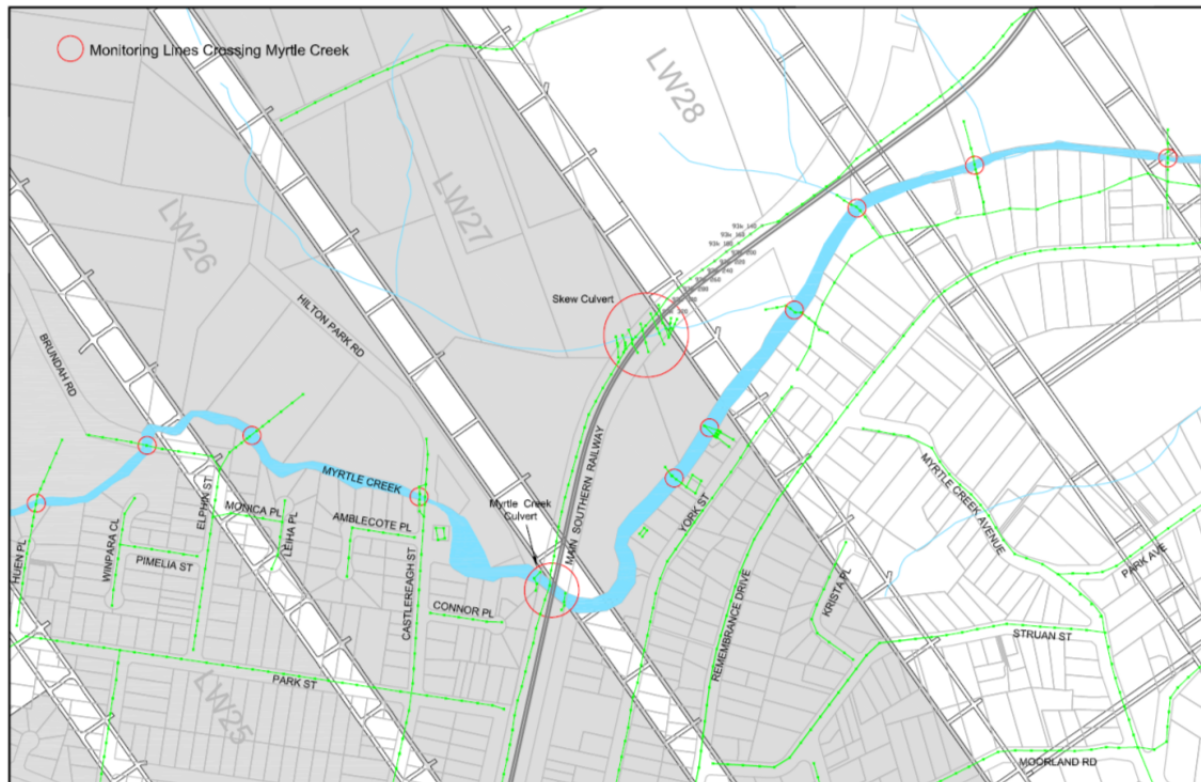 Monitoring Lines Crossing Myrtle Creek
LW28
LW27
LW26
Skew Culvert
HILTON PARK RD
BRUNDAH RD
MYRTLE CREEK
Myrtle Creek
Culvert
MAIN SOUTHERN RAILWAY
ELPHIN ST
MONICA PL
LEIHA PL
AMBLECOTE PL
HUEN PL
WINPARA CL
PIMELIA ST
CASTLEREAGH ST
CONNOR PL
YORK ST
REMEMBRANCE DRIVE
MYRTLE CREEK AVENUE
PARK AVE
KRISTA PL
STRUAN ST
PARK ST
LW25
MOORLAND RD